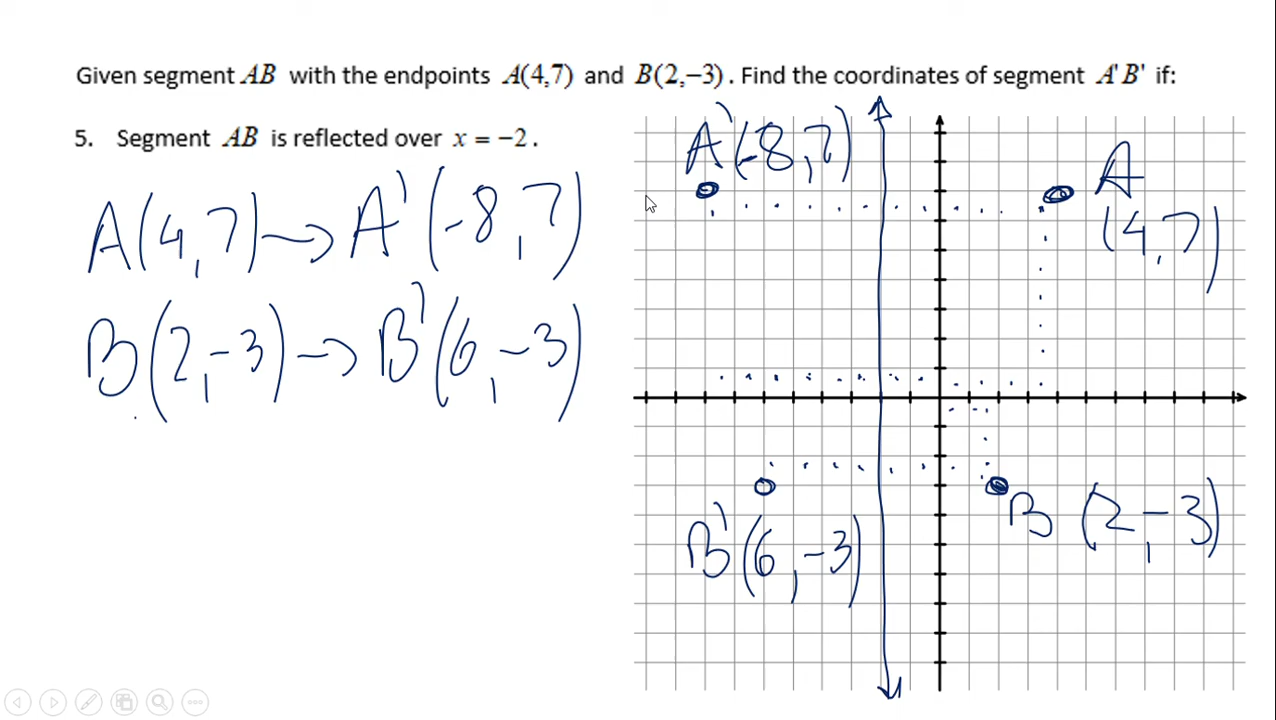 Given segment AB with the endpoints A(4,7) and B(2,−3). Find the coordinates of segment A'B' if:
5. Segment AB is reflected over x = −2.
A(4,7) → A'(-8,7)
B(2,-3) → B'(6,-3)
A'(-8,7)
A
(4,7)
B (2,-3)
B'(6,-3)